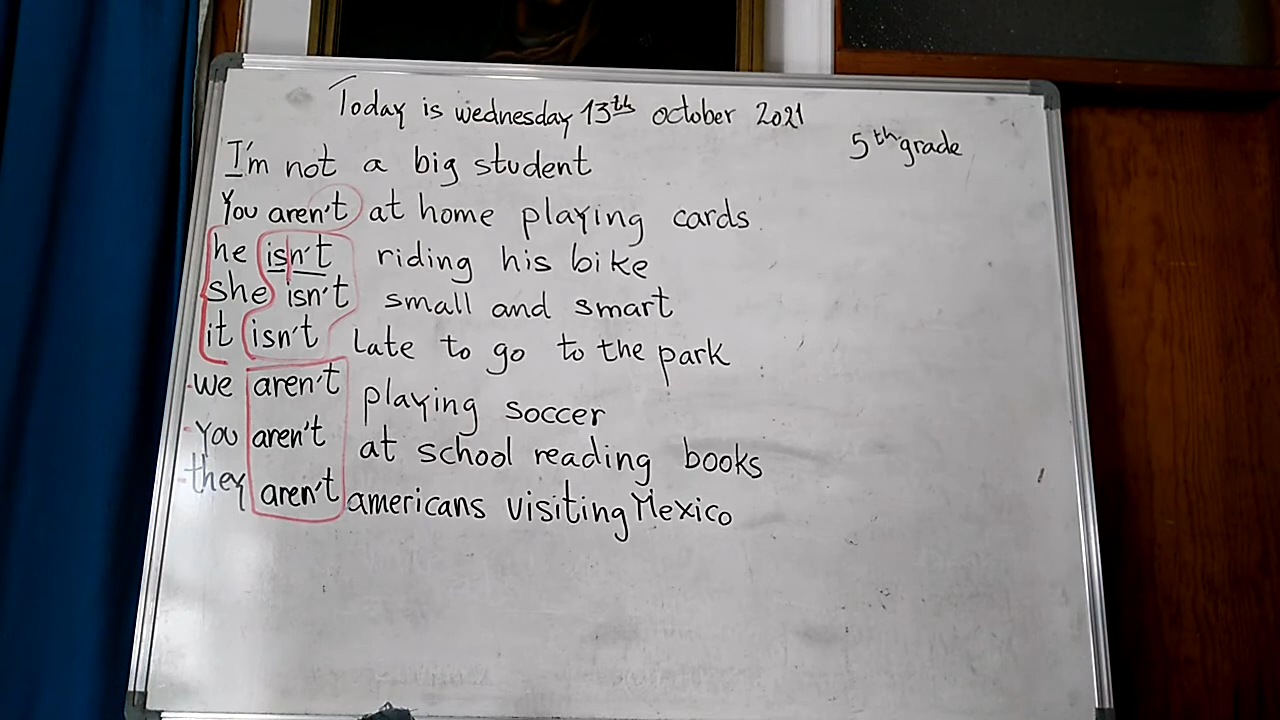 Today is wednesday 13th october 2021
5th grade
I'm not a big student
You aren't at home playing cards.
he isn't riding his bike
she isn't small and smart
it isn't late to go to the park
-we aren't playing soccer
-You aren't at school reading books
-they aren't americans visiting Mexico